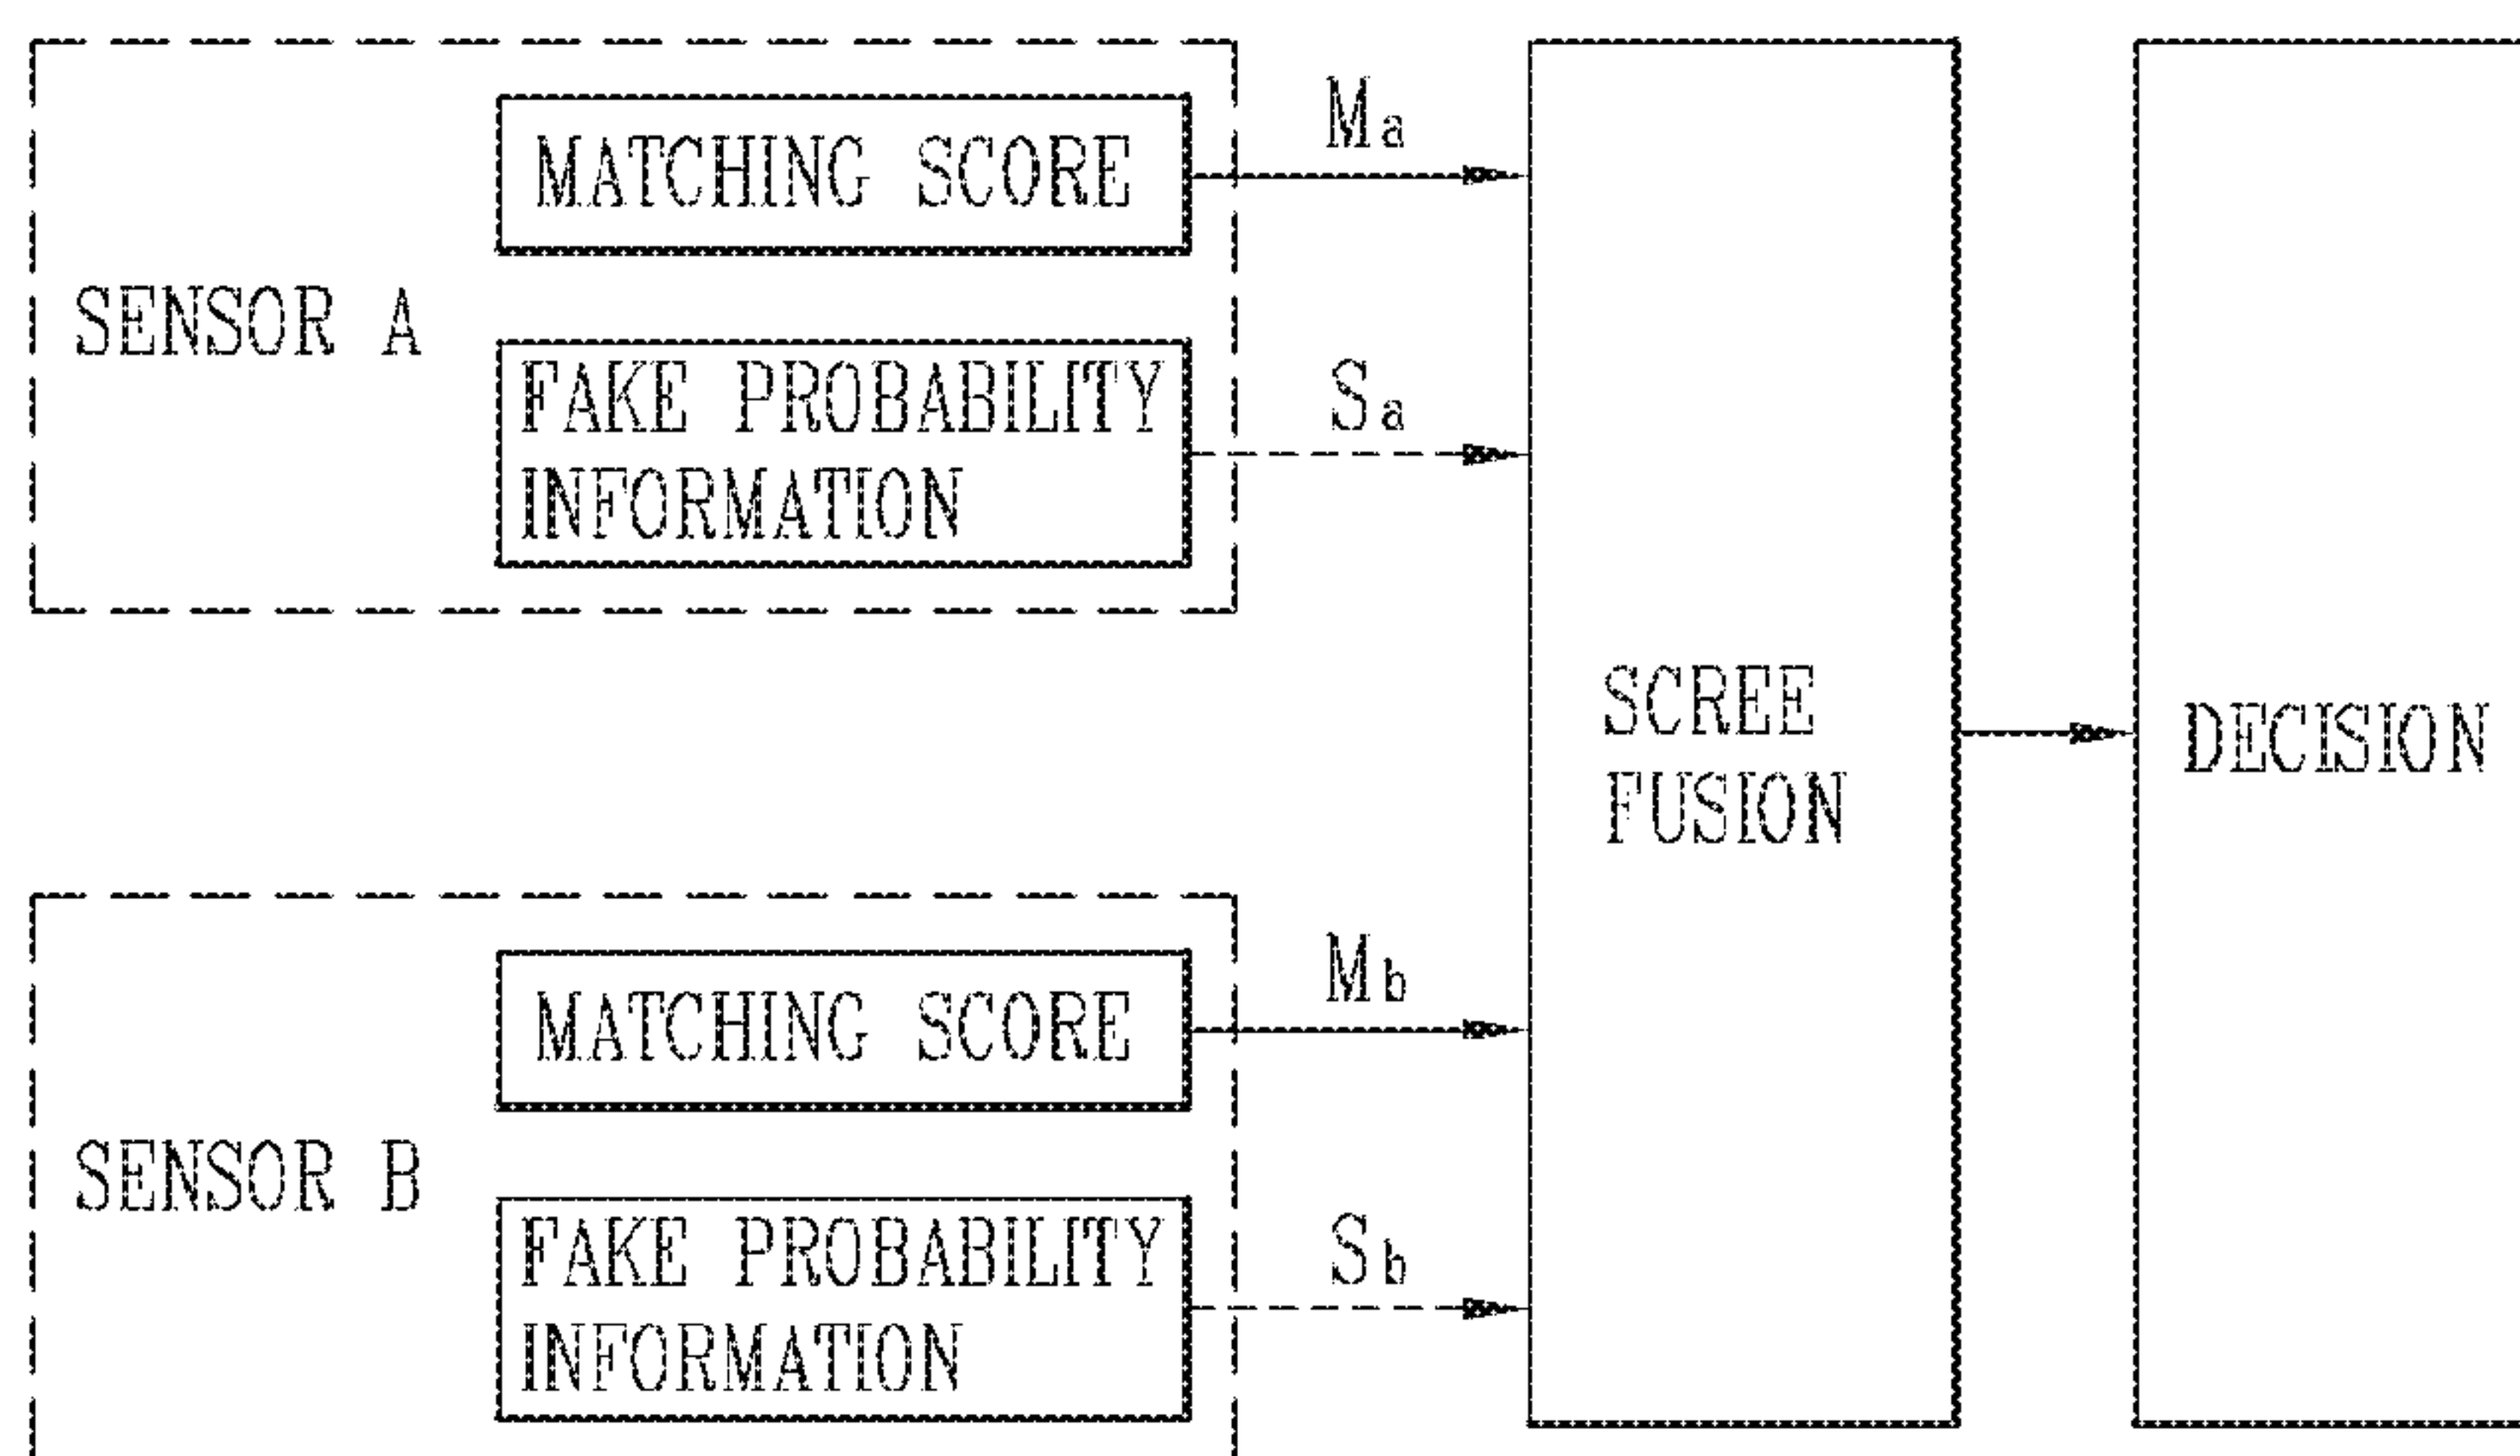 SENSOR A
MATCHING SCORE
FAKE PROBABILITY
INFORMATION
Ma
Sa
SENSOR B
MATCHING SCORE
FAKE PROBABILITY
INFORMATION
Mb
Sb
SCREE
FUSION
DECISION